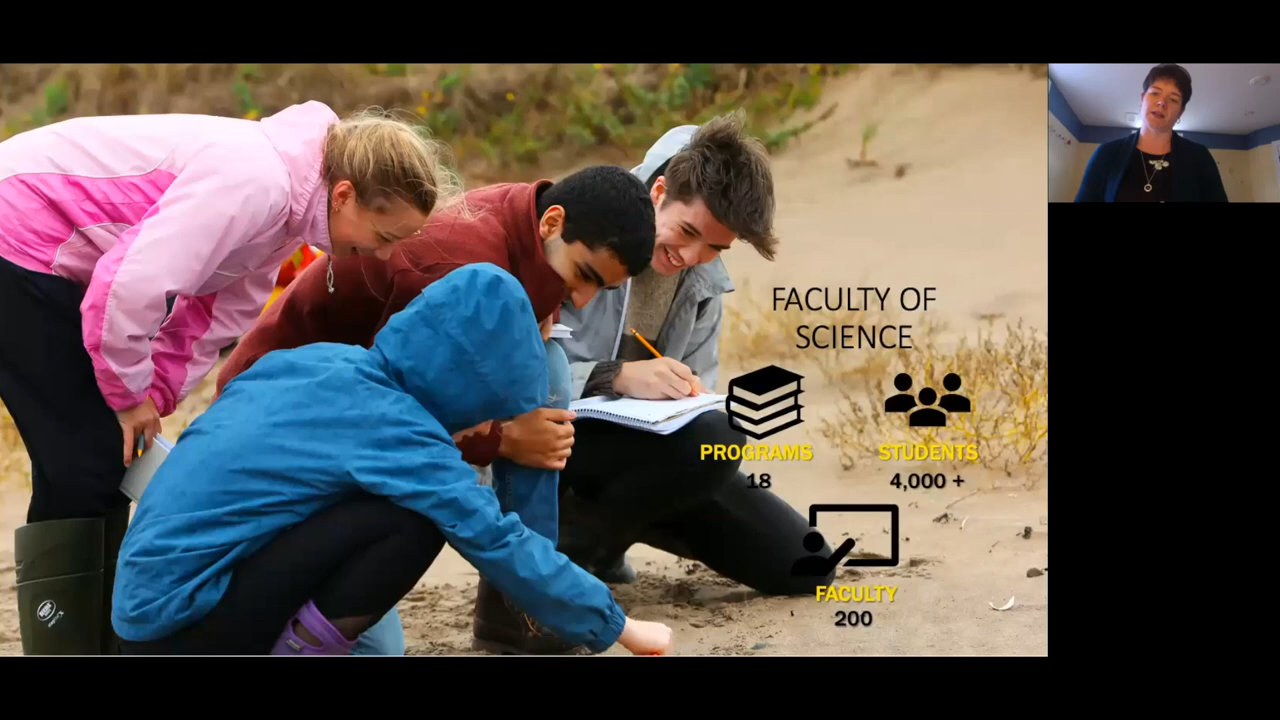 FACULTY OF
SCIENCE
PROGRAMS
18
STUDENTS
4,000 +
FACULTY
200